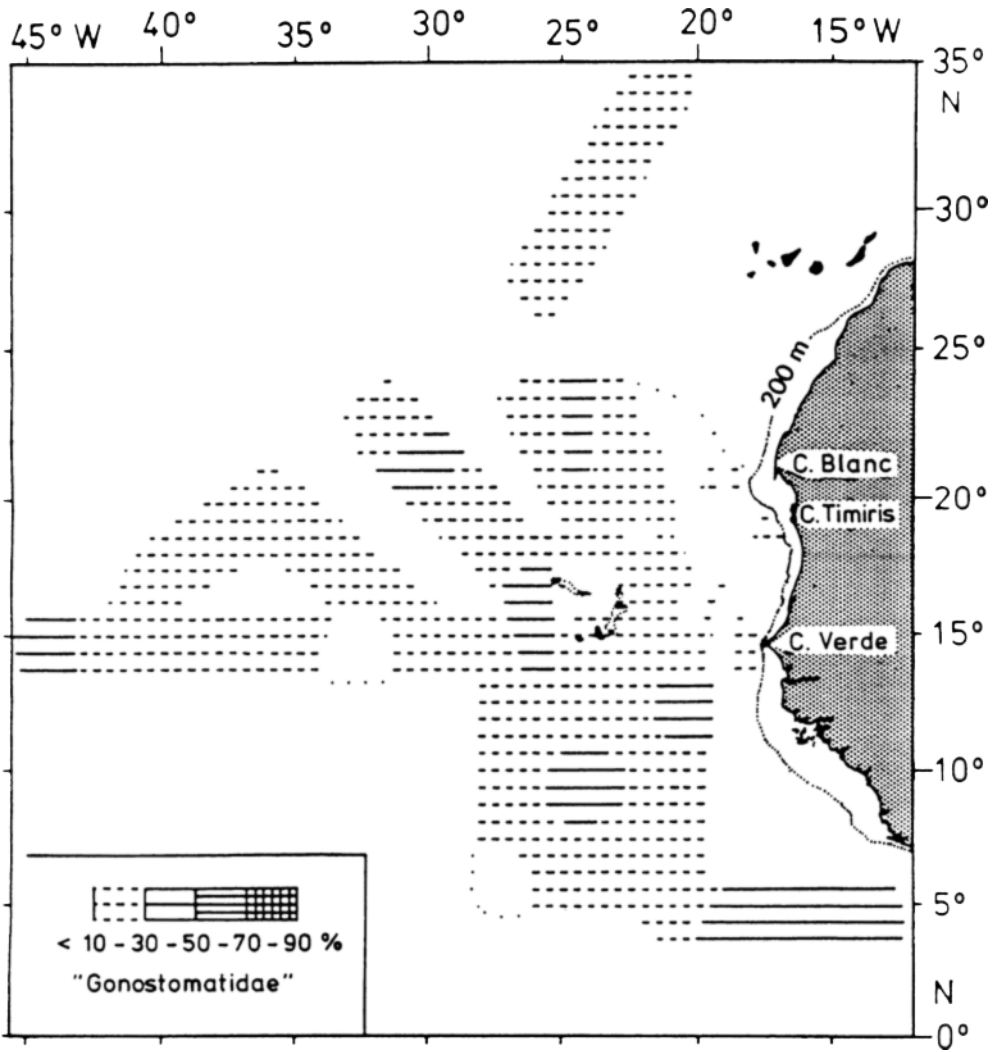 45° W 40° 35° 30° 25° 20° 15° W
35°
N
30°
25°
200 m
C. Blanc
20°
C. Timiris
15°
C. Verde
10°
5°
< 10 - 30 - 50 - 70 - 90 %
"Gonostomatidae"
N
0°